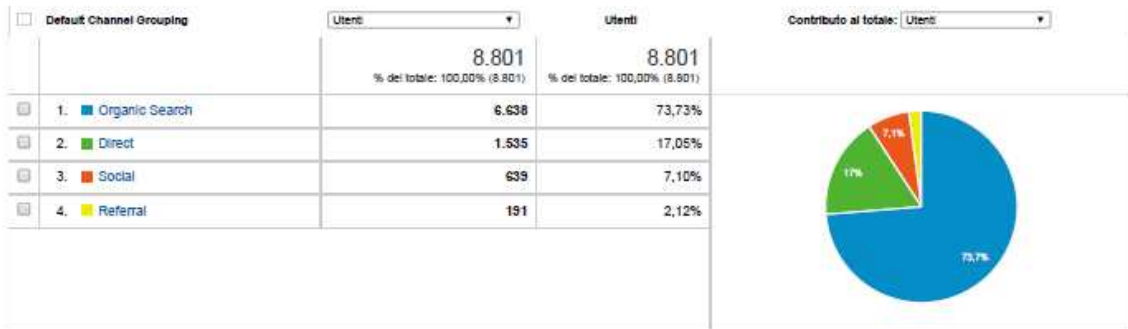 Default Channel Grouping Utenti Utenti Contributo al totale: Utenti
8.801 8.801
% del totale: 100,00% (8.801) % del totale: 100,00% (8.801)
1. Organic Search 6.638 73,73%
2. Direct 1.535 17,05%
3. Social 639 7,10%
4. Referral 191 2,12%
7,1%
17%
73,7%